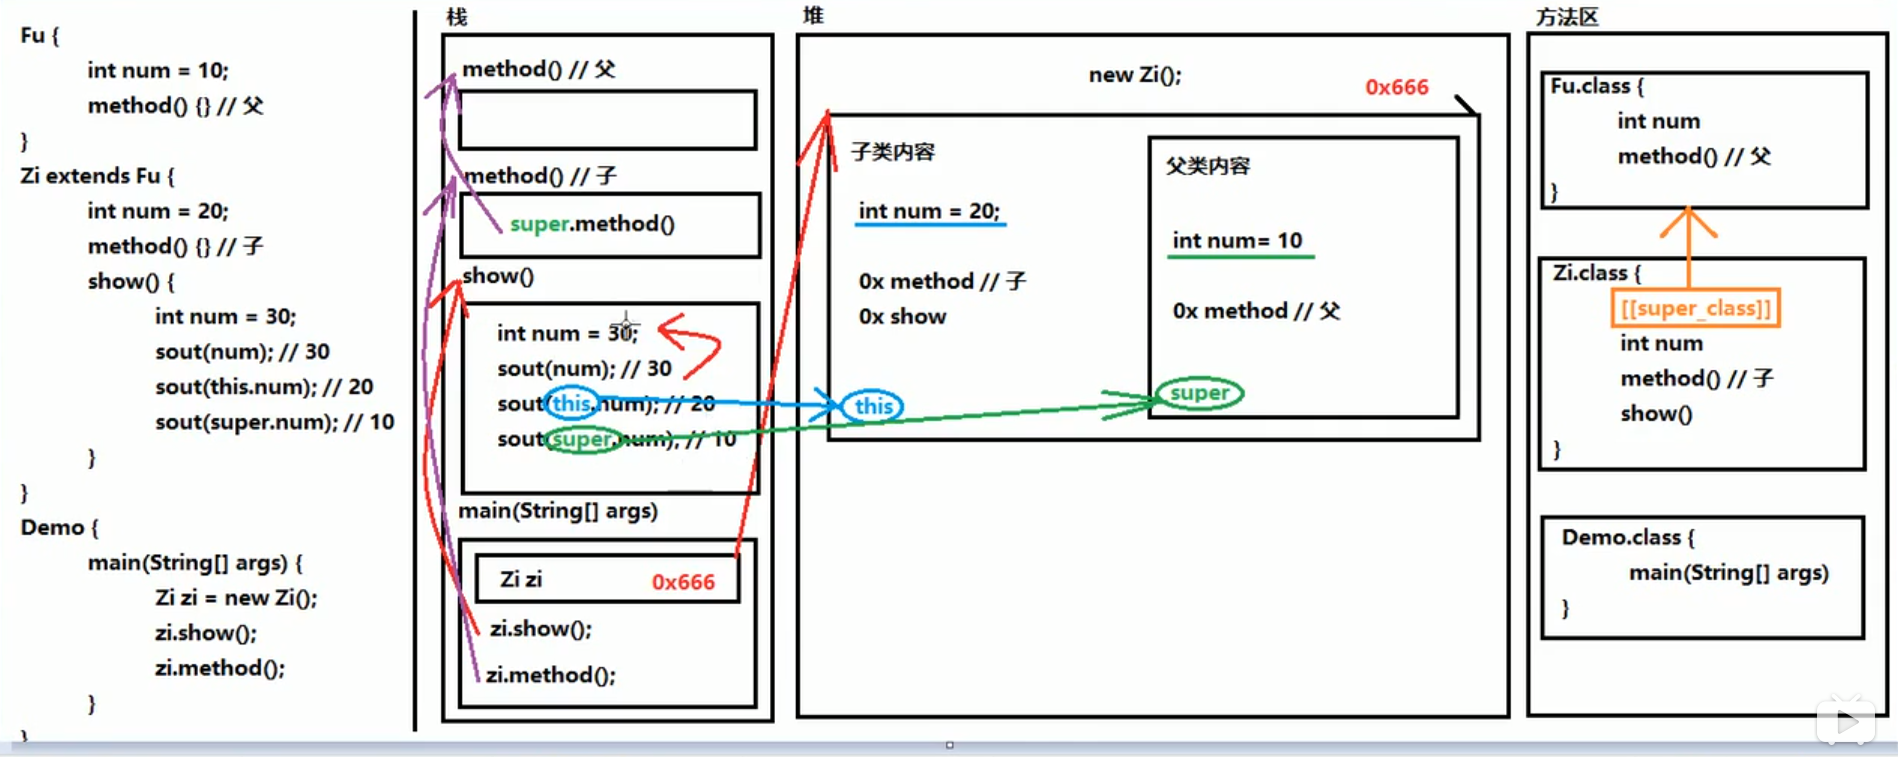 Fu {
int num = 10;
method() {} // 父
}
Zi extends Fu {
int num = 20;
method() {} // 子
show() {
int num = 30;
sout(num); // 30
sout(this.num); // 20
sout(super.num); // 10
}
}
Demo {
main(String[] args) {
Zi zi = new Zi();
zi.show();
zi.method();
}
}
栈
method() // 父
method() // 子
super.method()
show()
int num = 30;
sout(num); // 30
sout(this.num); // 20
sout(super.num); // 10
main(String[] args)
Zi zi 0x666
zi.show();
zi.method();
堆
new Zi();
0x666
子类内容
int num = 20;
0x method // 子
0x show
this
父类内容
int num= 10
0x method // 父
super
方法区
Fu.class {
int num
method() // 父
}
Zi.class {
[[super_class]]
int num
method() // 子
show()
}
Demo.class {
main(String[] args)
}